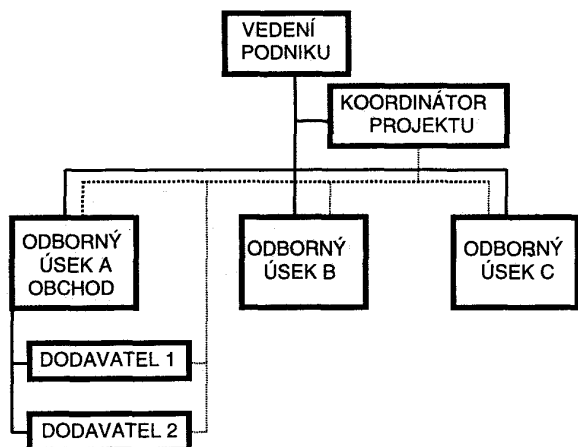 VEDENÍ
PODNIKU
KOORDINÁTOR
PROJEKTU
ODBORNÝ
ÚSEK A
OBCHOD
ODBORNÝ
ÚSEK B
ODBORNÝ
ÚSEK C
DODAVATEL 1
DODAVATEL 2